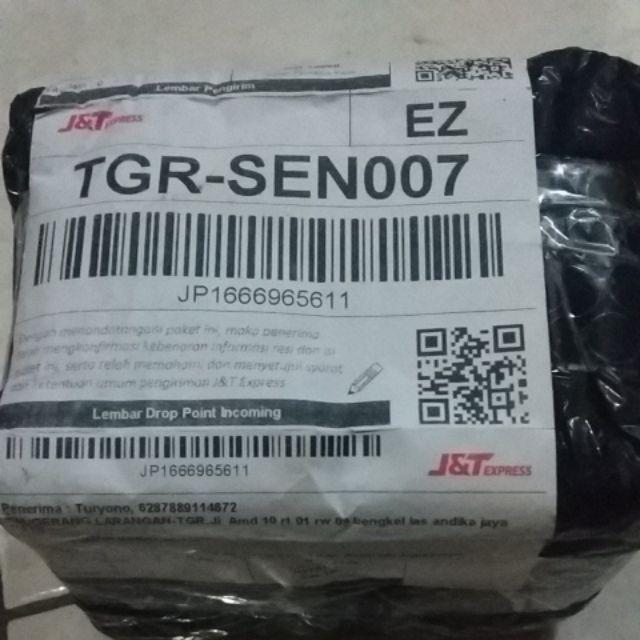 Lembar Pengirim
J&T EXPRESS
EZ
TGR-SEN007
JP1666965611
Dengan menandatangani paket ini, maka penerima
mengkonfirmasi kebenaran informasi resi dan isi
paket ini, serta telah memahami dan menyetujui syarat
dan ketentuan umum pengiriman J&T Express
Lembar Drop Point Incoming
JP1666965611
J&T EXPRESS
Penerima : Turyono, 6287889114672
TANGERANG LARANGAN-TGR Jl Amd 10 rt 01 rw bengkel las andika jaya